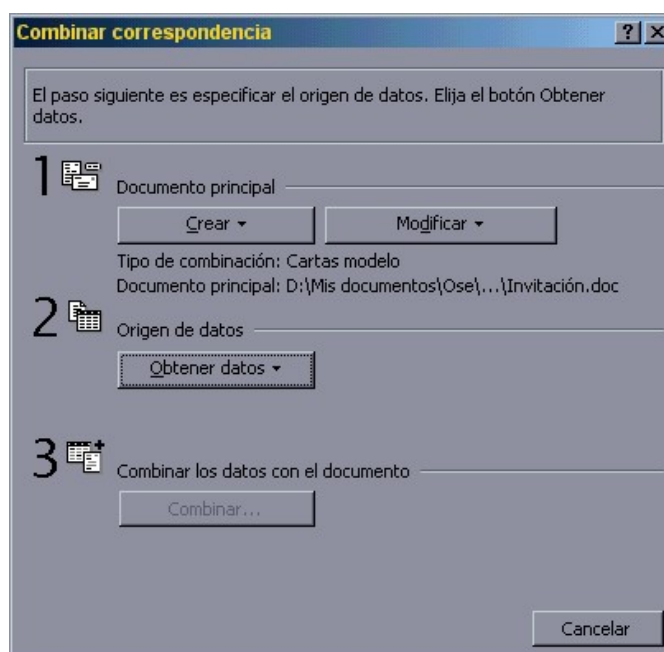 Combinar correspondencia
El paso siguiente es especificar el origen de datos. Elija el botón Obtener
datos.
1
Documento principal
Crear
Modificar
Tipo de combinación: Cartas modelo
Documento principal: D:\Mis documentos\Ose\...\Invitación.doc
2
Origen de datos
Obtener datos
3
Combinar los datos con el documento
Combinar...
Cancelar